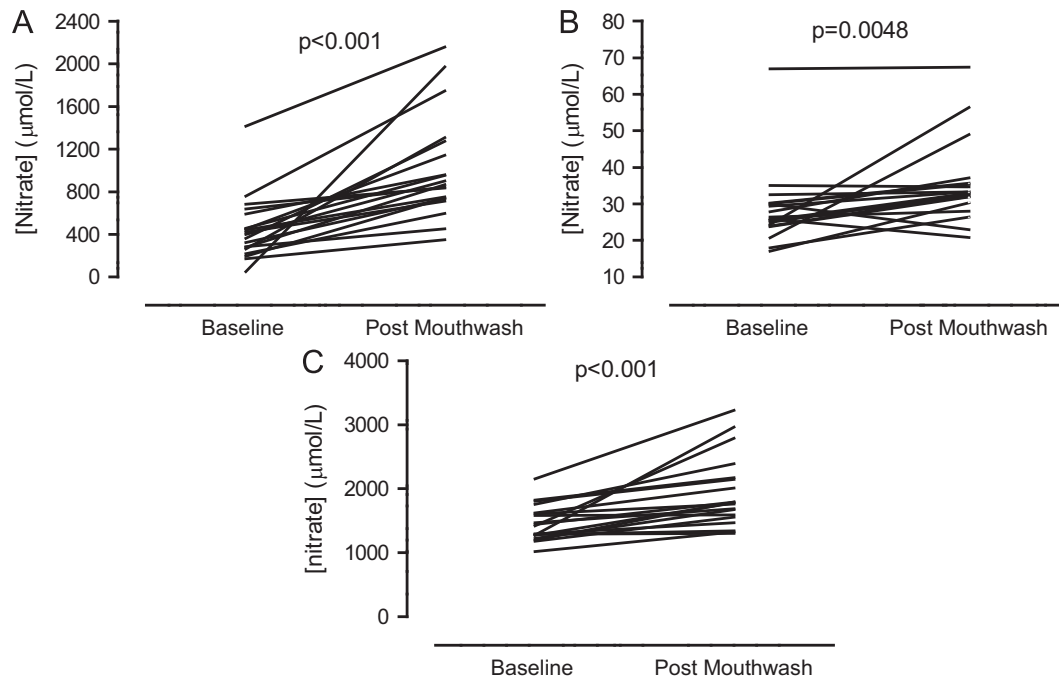 A
[Nitrate] (μmol/L)
2400
2000
1600
1200
800
400
0
p<0.001
Baseline
Post Mouthwash
B
[Nitrate] (μmol/L)
80
70
60
50
40
30
20
10
p=0.0048
Baseline
Post Mouthwash
C
[nitrate] (μmol/L)
4000
3000
2000
1000
0
p<0.001
Baseline
Post Mouthwash